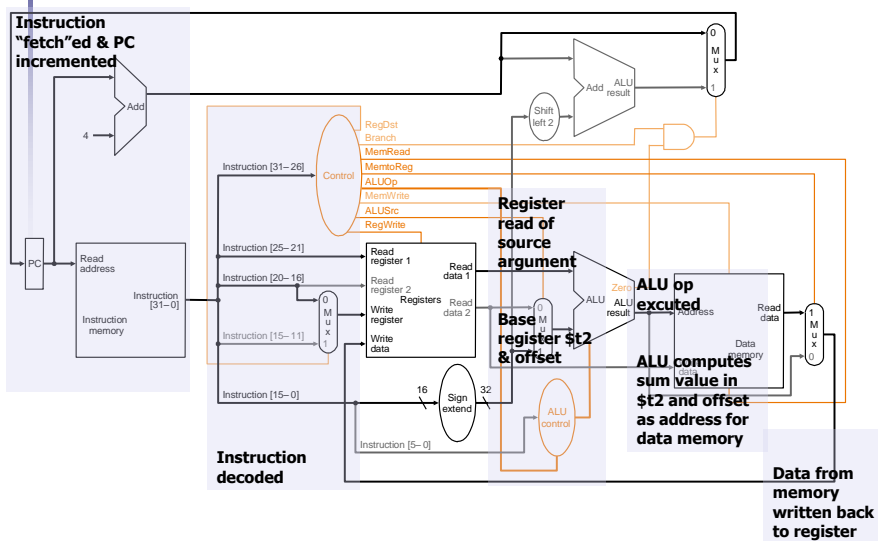 Instruction
“fetch”ed & PC
incremented
Add
4
0
M
u
x
1
Add
ALU
result
Shift
left 2
RegDst
Branch
MemRead
MemtoReg
ALUOp
MemWrite
ALUSrc
RegWrite
Control
Instruction [31–26]
Instruction [25–21]
Instruction [20–16]
Instruction [15–11]
Instruction [15–0]
Instruction [5–0]
PC
Read
address
Instruction
[31–0]
Instruction
memory
0
M
u
x
1
Read
register 1
Read
register 2
Registers
Write
register
Write
data
Read
data 1
Read
data 2
16
Sign
extend
32
Register
read of
source
argument
0
M
u
x
1
Base
register $t2
& offset
ALU
Zero
ALU
result
ALU
control
ALU op
excuted
Address
Read
data
Data
memory
data
ALU computes
sum value in
$t2 and offset
as address for
data memory
1
M
u
x
0
Instruction
decoded
Data from
memory
written back
to register